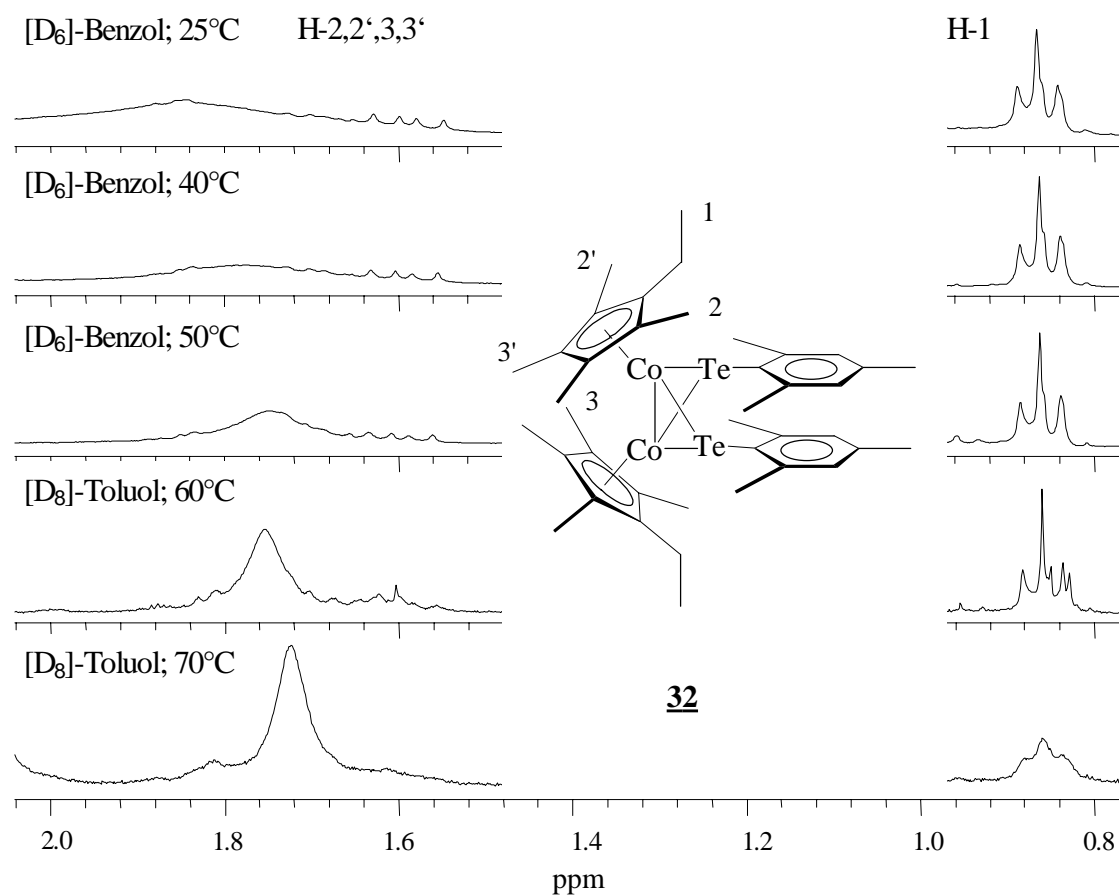 [D₆]-Benzol; 25°C H-2,2‘,3,3‘ H-1
[D₆]-Benzol; 40°C
1
2'
2
[D₆]-Benzol; 50°C
3'
Co Te
3
Co Te
[D₈]-Toluol; 60°C
[D₈]-Toluol; 70°C
32
2.0 1.8 1.6 1.4 1.2 1.0 0.8
ppm